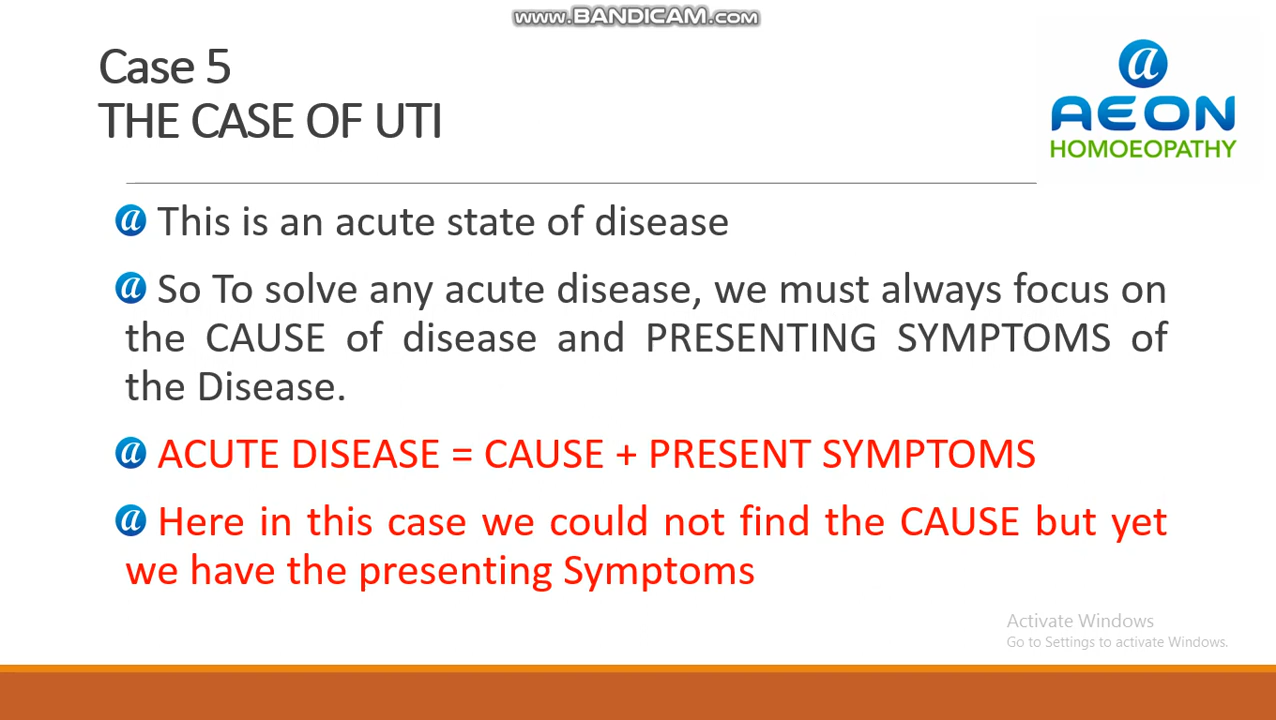 www.BANDICAM.com
Case 5
THE CASE OF UTI
a
AEON
HOMOEOPATHY
a This is an acute state of disease
a So To solve any acute disease, we must always focus on
the CAUSE of disease and PRESENTING SYMPTOMS of
the Disease.
a ACUTE DISEASE = CAUSE + PRESENT SYMPTOMS
a Here in this case we could not find the CAUSE but yet
we have the presenting Symptoms
Activate Windows
Go to Settings to activate Windows.